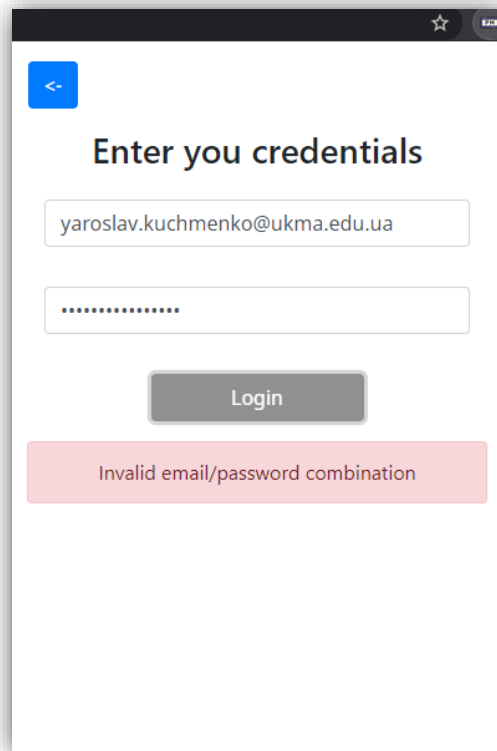 <-
Enter you credentials
yaroslav.kuchmenko@ukma.edu.ua
••••••••••••••••
Login
Invalid email/password combination